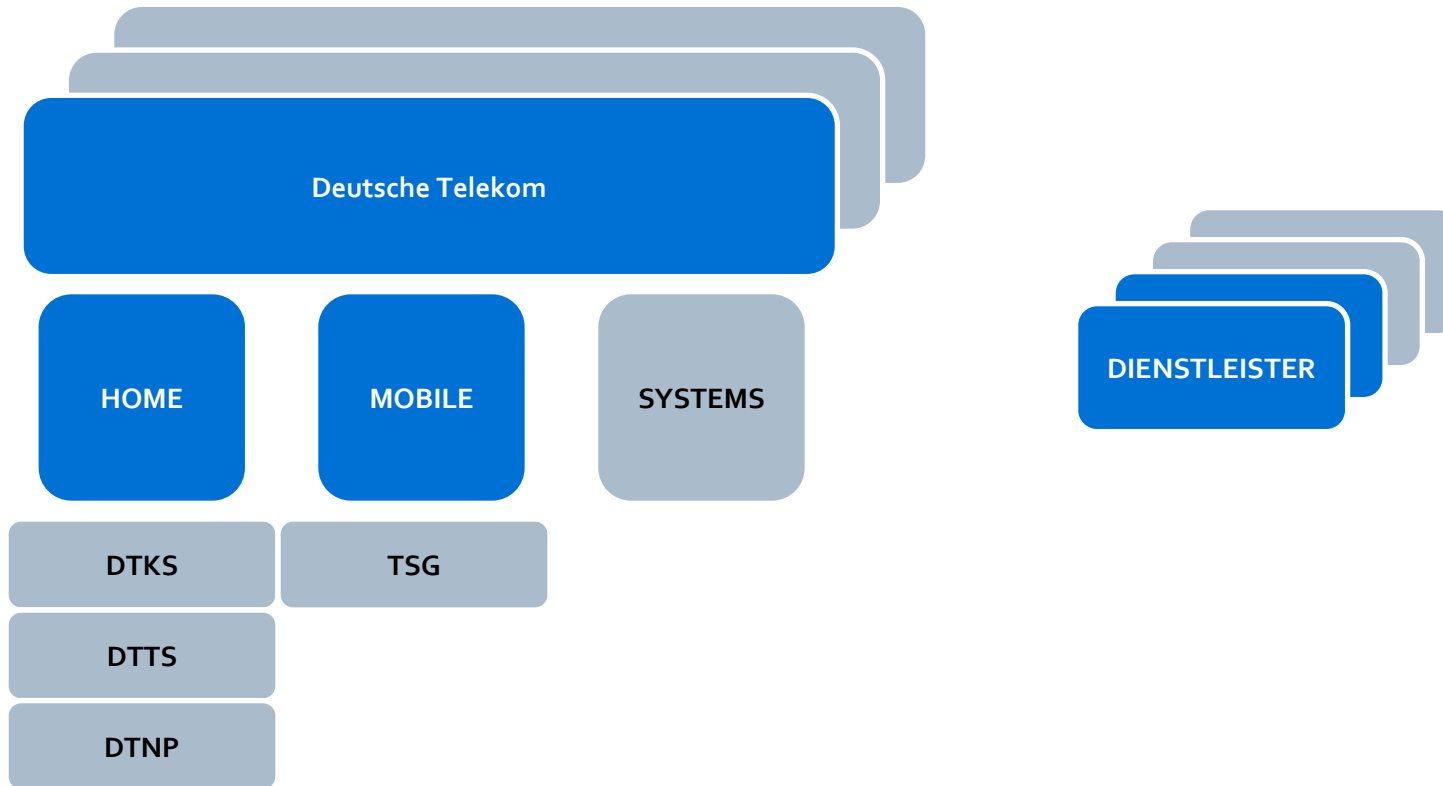 Deutsche Telekom
HOME
MOBILE
SYSTEMS
DIENSTLEISTER
DTKS
TSG
DTTS
DTNP